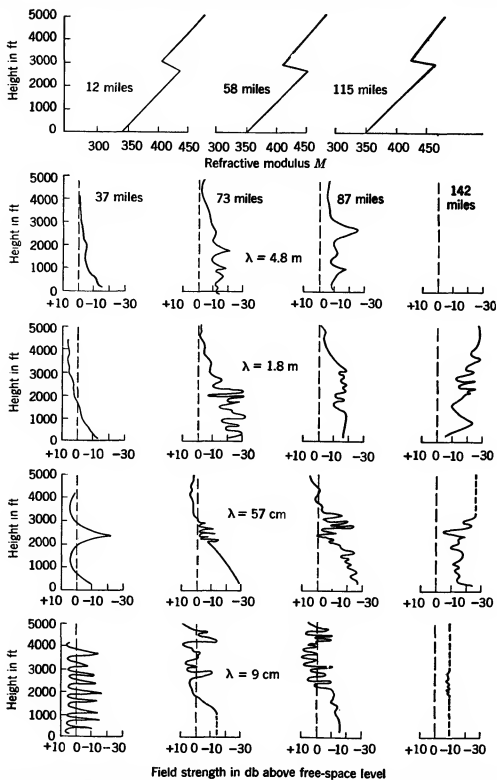 Height in ft
5000
4000
3000
2000
1000
0
12 miles
58 miles
115 miles
300 350 400 450
300 350 400 450
300 350 400 450
Refractive modulus M
Height in ft
5000
4000
3000
2000
1000
0
37 miles
73 miles
87 miles
142 miles
λ = 4.8 m
+10 0 -10 -30
+10 0 -10 -30
+10 0 -10 -30
+10 0 -10 -30
Height in ft
5000
4000
3000
2000
1000
0
λ = 1.8 m
+10 0 -10 -30
+10 0 -10 -30
+10 0 -10 -30
+10 0 -10 -30
Height in ft
5000
4000
3000
2000
1000
0
λ = 57 cm
+10 0 -10 -30
+10 0 -10 -30
+10 0 -10 -30
+10 0 -10 -30
Height in ft
5000
4000
3000
2000
1000
0
λ = 9 cm
+10 0 -10 -30
+10 0 -10 -30
+10 0 -10 -30
+10 0 -10 -30
Field strength in db above free-space level